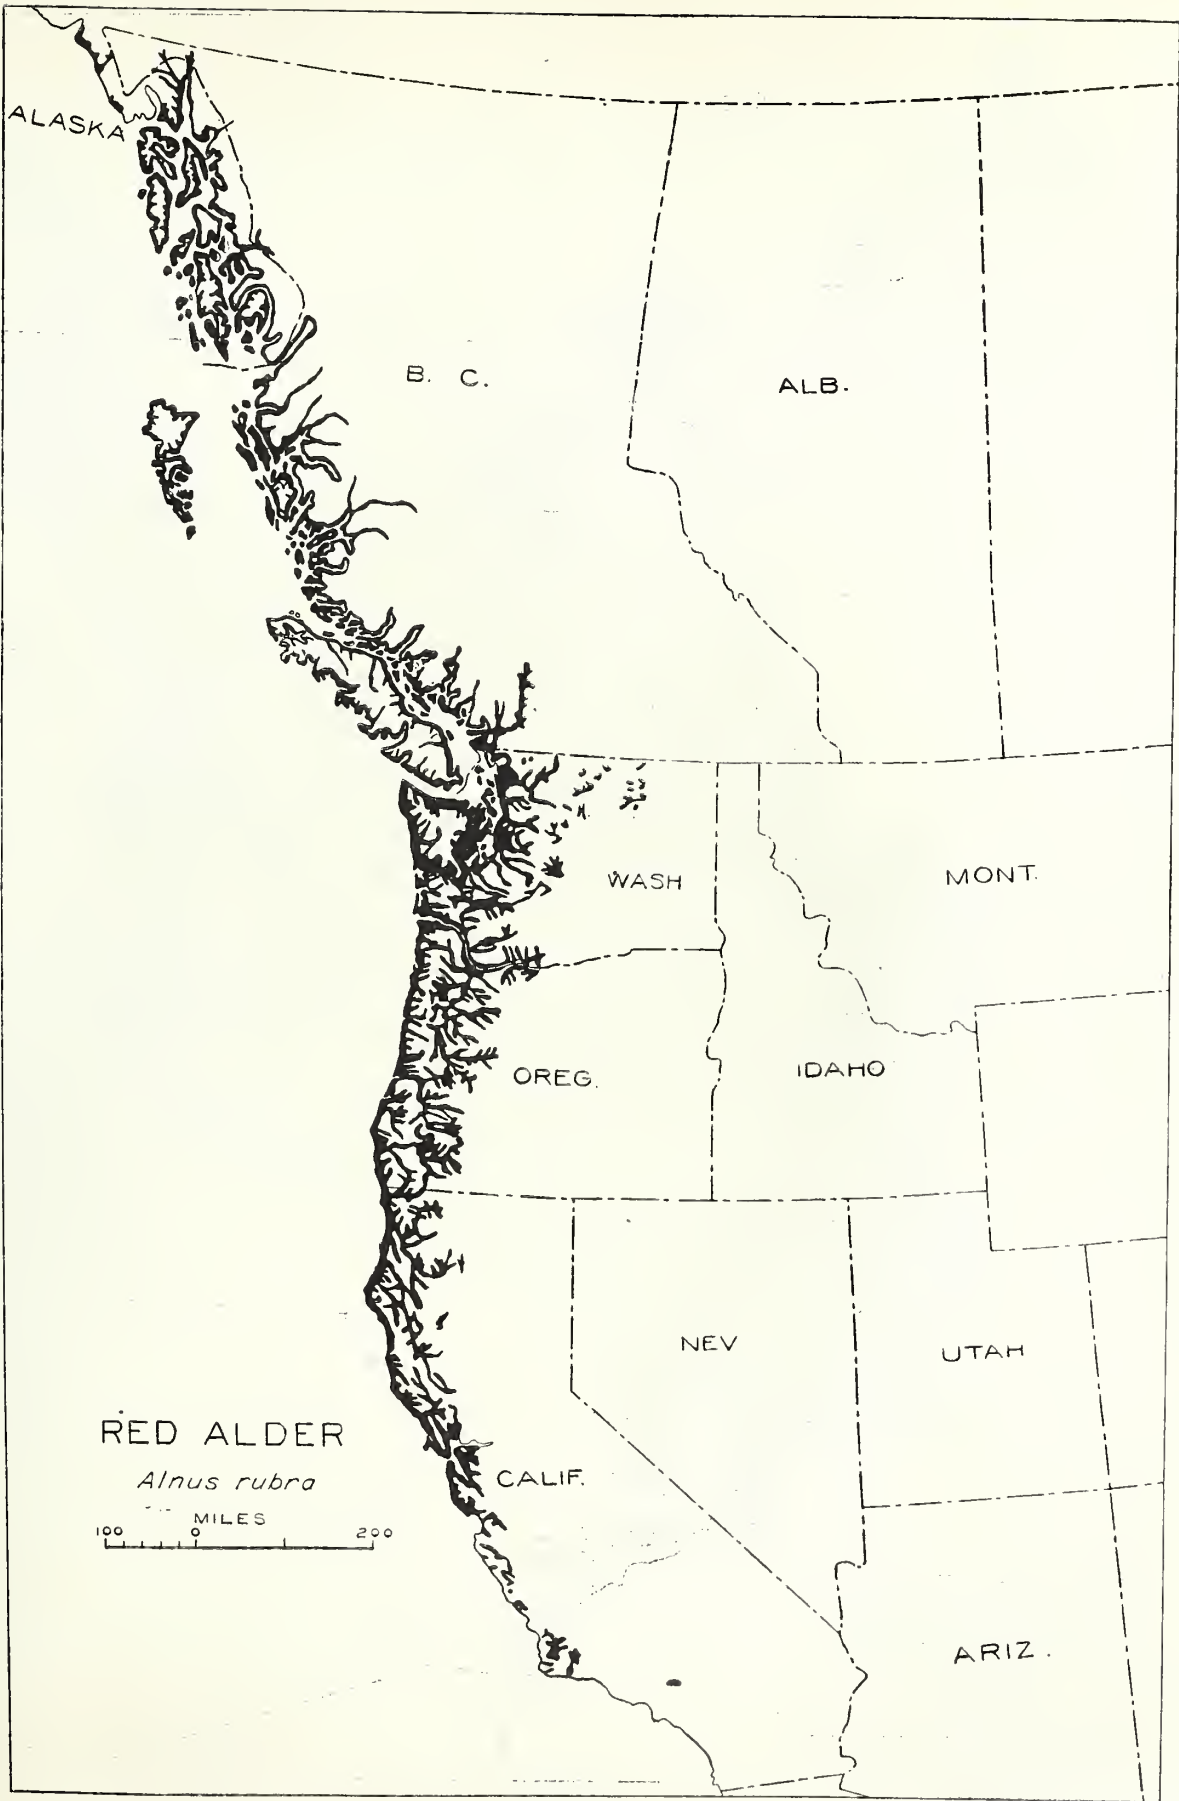 ALASKA
B. C.
ALB.
WASH
MONT.
OREG.
IDAHO
NEV
UTAH
RED ALDER
Alnus rubra
MILES
100 0 200
CALIF.
ARIZ.